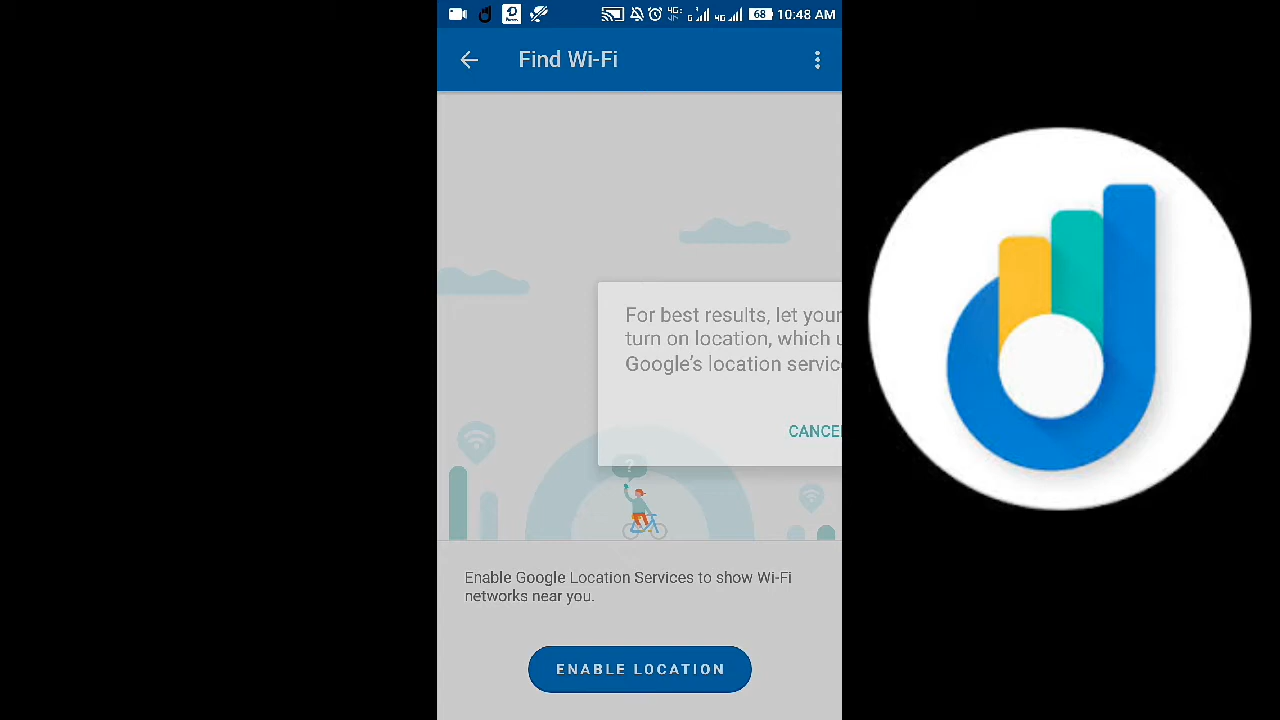 68 10:48 AM
Find Wi-Fi
For best results, let your
turn on location, which
Google's location servic
CANCE
?
Enable Google Location Services to show Wi-Fi
networks near you.
ENABLE LOCATION